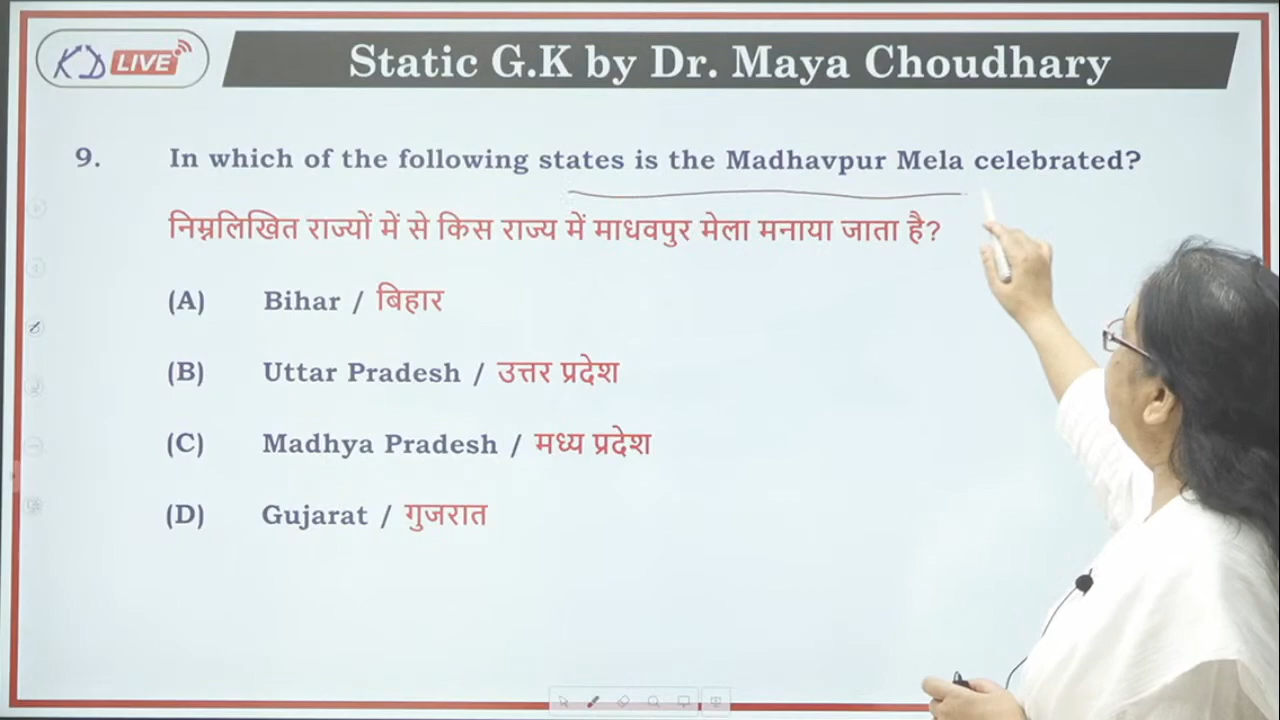 KD LIVE
Static G.K by Dr. Maya Choudhary
9. In which of the following states is the Madhavpur Mela celebrated?
निम्नलिखित राज्यों में से किस राज्य में माधवपुर मेला मनाया जाता है?
(A) Bihar / बिहार
(B) Uttar Pradesh / उत्तर प्रदेश
(C) Madhya Pradesh / मध्य प्रदेश
(D) Gujarat / गुजरात